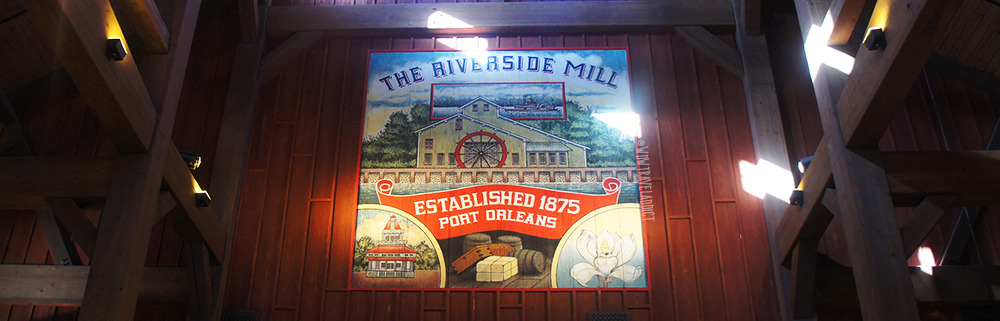 THE RIVERSIDE MILL
ESTABLISHED 1875
PORT ORLEANS